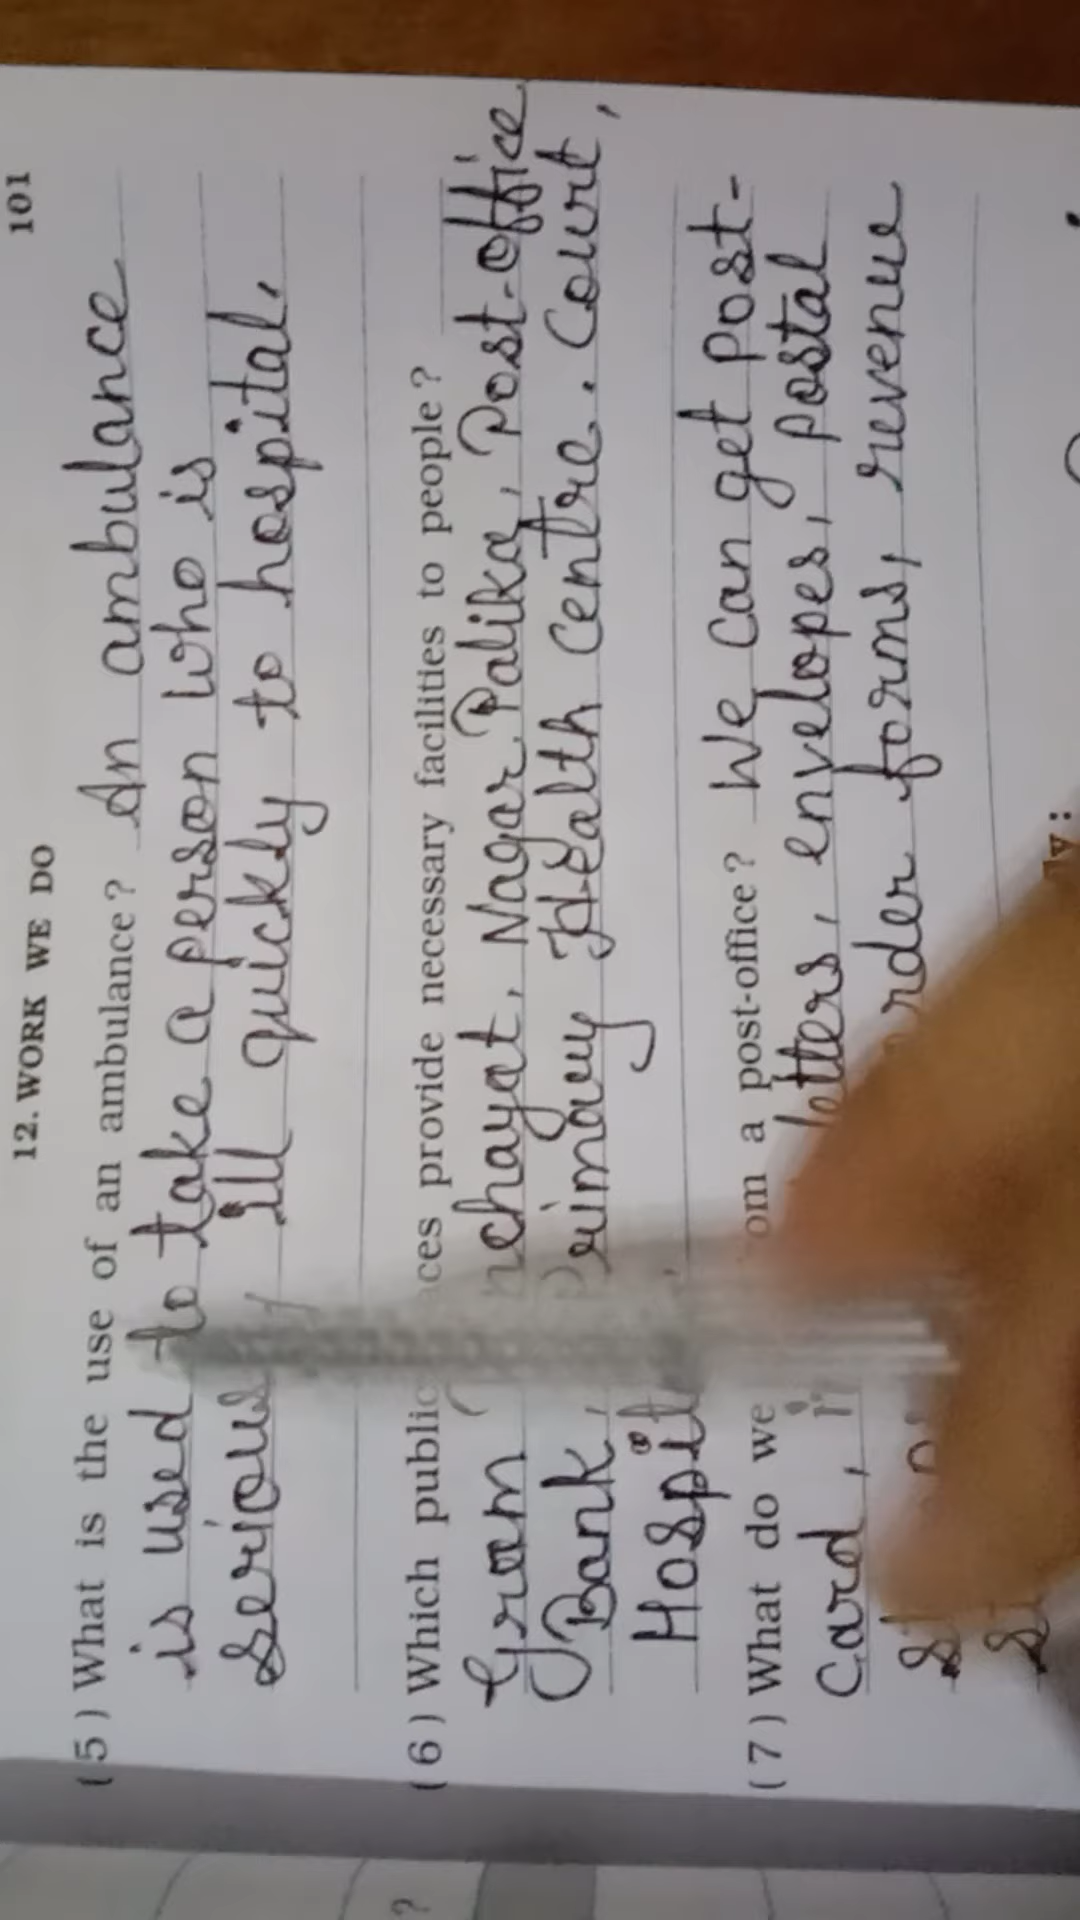 12. WORK WE DO 101
(5) What is the use of an ambulance? An ambulance
is used to take a person who is
serious ill quickly to hospital.
(6) Which public provide necessary facilities to people?
Gram chayat, Nagar Palika, Post-office
Bank, rimary Health Centre. Court,
Hospit
(7) What do we om a post-office? We can get post-
card, letters, envelopes, postal
rder forms, revenue
?